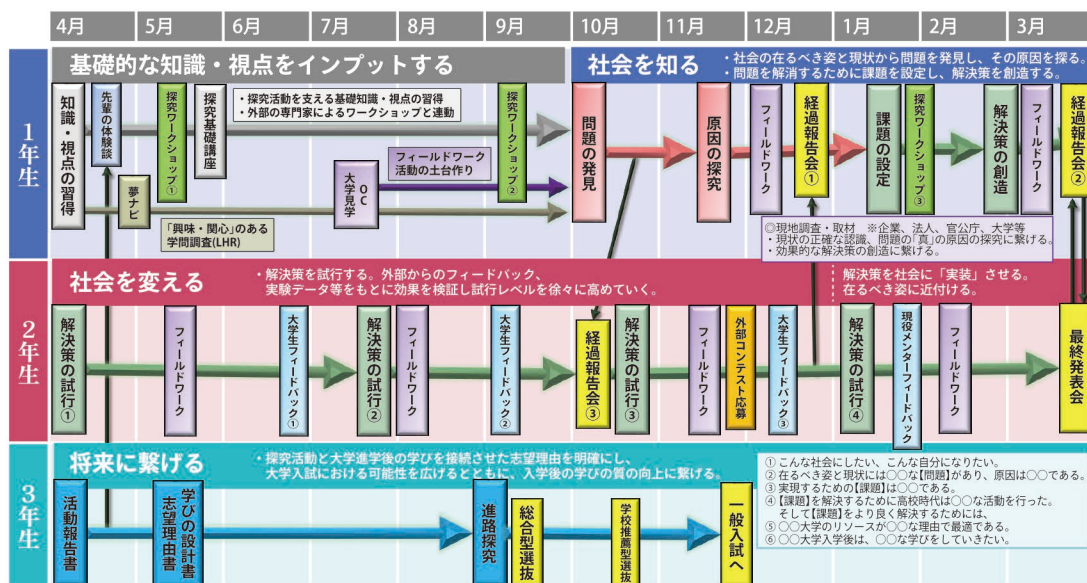 4月 5月 6月 7月 8月 9月 10月 11月 12月 1月 2月 3月
1年生
基礎的な知識・視点をインプットする
社会を知る
・社会の在るべき姿と現状から問題を発見し、その原因を探る。
・問題を解消するために課題を設定し、解決策を創造する。
知識・視点の習得
先輩の体験談
夢ナビ
探究ワークショップ①
探究基礎講座
・探究活動を支える基礎知識・視点の習得
・外部の専門家によるワークショップと連動
「興味・関心」のある
学問調査(LHR)
大学見学
OC
フィールドワーク
活動の土台作り
探究ワークショップ②
問題の発見
原因の探究
フィールドワーク
経過報告会①
課題の設定
探究ワークショップ③
解決策の創造
フィールドワーク
経過報告会②
◎現地調査・取材 ※企業、法人、官公庁、大学等
・現状の正確な認識、問題の「真」の原因の探究に繋げる。
・効果的な解決策の創造に繋げる。
2年生
社会を変える
・解決策を試行する。外部からのフィードバック、
実験データ等をもとに効果を検証し試行レベルを徐々に高めていく。
解決策を社会に「実装」させる。
在るべき姿に近付ける。
解決策の試行①
フィールドワーク
大学生フィードバック①
解決策の試行②
フィールドワーク
大学生フィードバック②
経過報告会③
解決策の試行③
フィールドワーク
外部コンテスト応募
大学生フィードバック③
解決策の試行④
現役メンターフィードバック
フィールドワーク
最終発表会
3年生
将来に繋げる
・探究活動と大学進学後の学びを接続させた志望理由を明確にし、
大学入試における可能性を広げるとともに、入学後の学びの質の向上に繋げる。
活動報告書
学びの設計書
志望理由書
進路探究
総合型選抜
学校推薦型選抜
一般入試へ
①こんな社会にしたい、こんな自分になりたい。
②在るべき姿と現状には〇〇な【問題】があり、原因は〇〇である。
③実現するための【課題】は〇〇である。
④【課題】を解決するために高校時代は〇〇な活動を行った。
そして【課題】をより良く解決するためには、
⑤〇〇大学のリソースが〇〇な理由で最適である。
⑥〇〇大学入学後は、〇〇な学びをしていきたい。